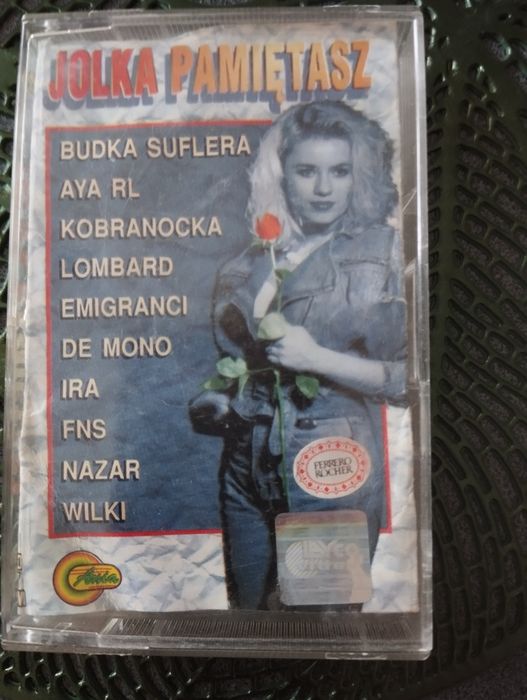 JOLKA PAMIĘTASZ
BUDKA SUFLERA
AYA RL
KOBRANOCKA
LOMBARD
EMIGRANCI
DE MONO
IRA
FNS
NAZAR
WILKI
FERRERO
ROCHER